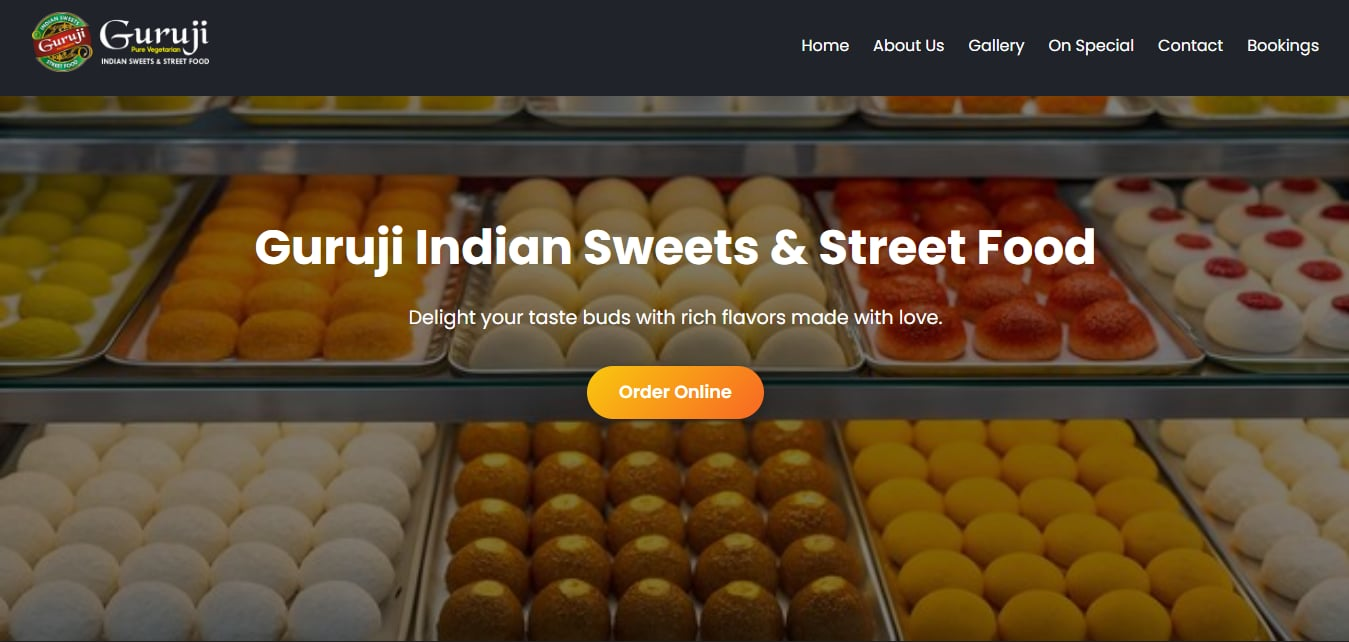 INDIAN SWEETS
Guruji
STREET FOOD
Guruji
Pure Vegetarian
INDIAN SWEETS & STREET FOOD
Home
About Us
Gallery
On Special
Contact
Bookings
Guruji Indian Sweets & Street Food
Delight your taste buds with rich flavors made with love.
Order Online